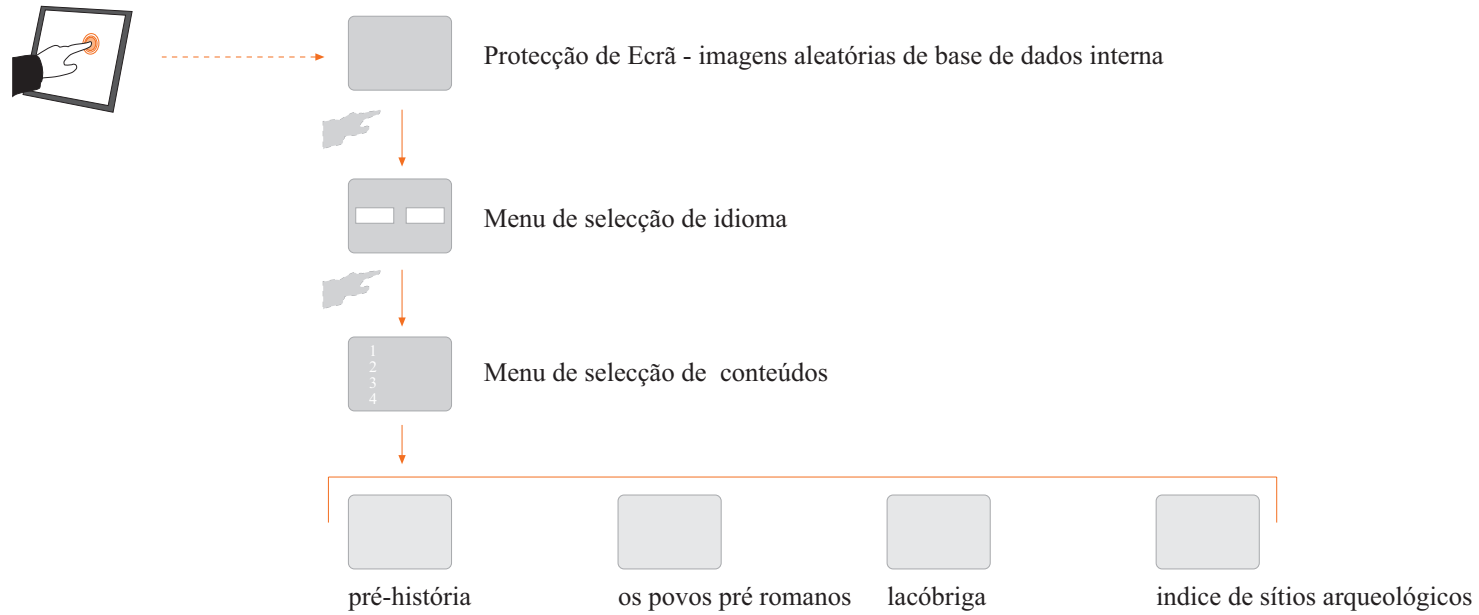 Protecção de Ecrã - imagens aleatórias de base de dados interna
Menu de selecção de idioma
1
2
3
4
Menu de selecção de  conteúdos
pré-história
os povos pré romanos
lacóbriga
indice de sítios arqueológicos